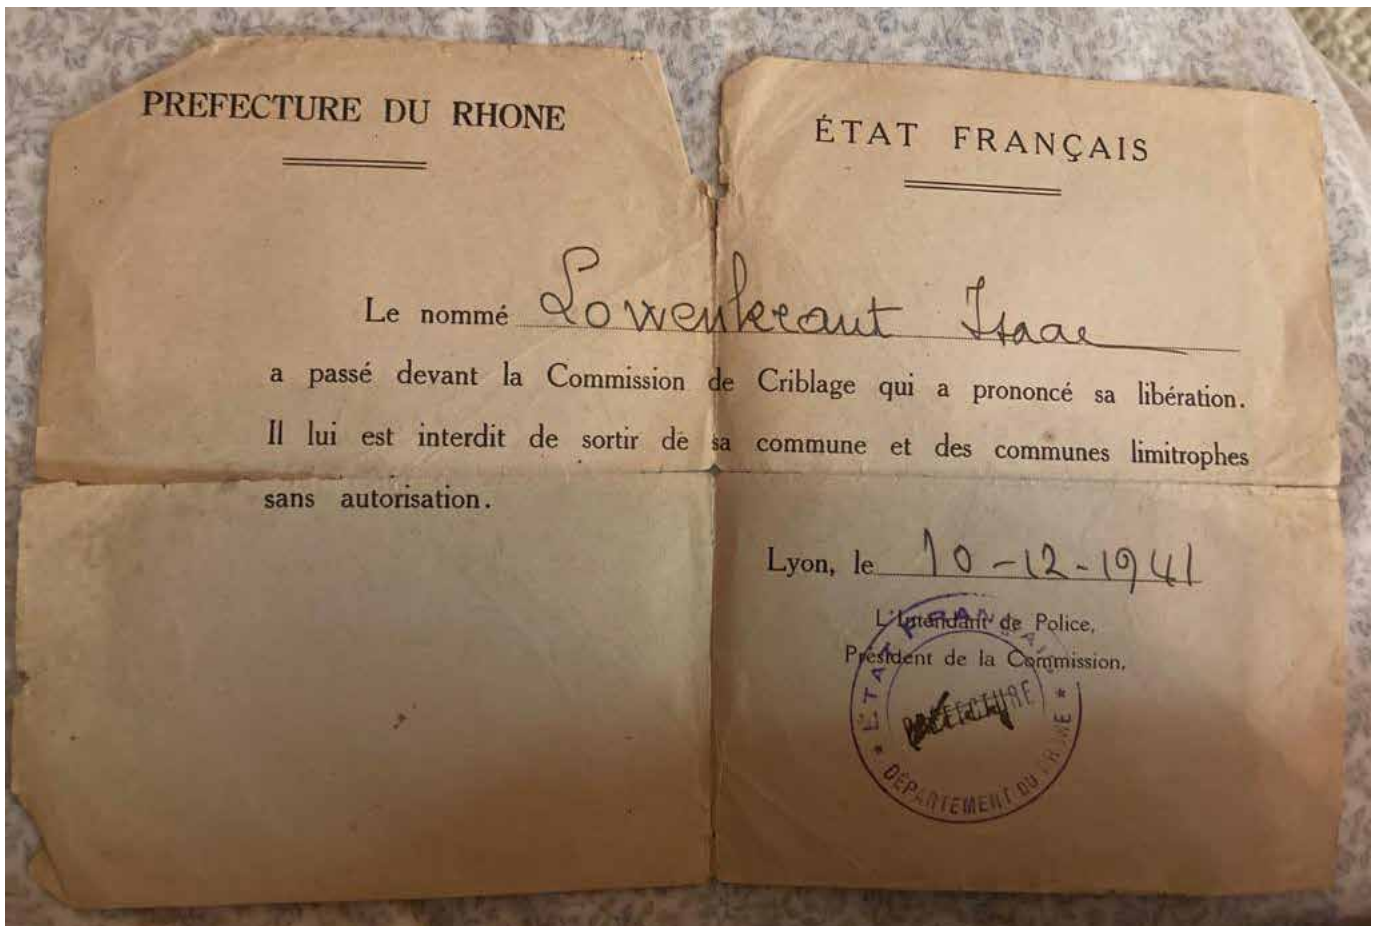 PREFECTURE DU RHONE
ÉTAT FRANÇAIS
Le nommé Lowenkraut Isaac
a passé devant la Commission de Criblage qui a prononcé sa libération.
Il lui est interdit de sortir de sa commune et des communes limitrophes
sans autorisation.
Lyon, le 10-12-1941
L'Intendant de Police,
Président de la Commission,
* ÉTAT FRANÇAIS *
PRÉFECTURE
DÉPARTEMENT DU RHONE